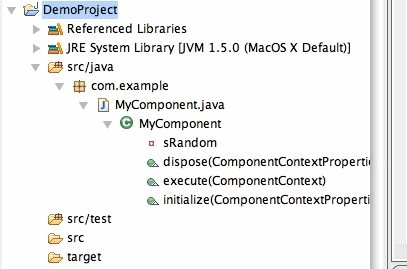 DemoProject
Referenced Libraries
JRE System Library [JVM 1.5.0 (MacOS X Default)]
src/java
com.example
MyComponent.java
MyComponent
sRandom
dispose(ComponentContextPropertie
execute(ComponentContext)
initialize(ComponentContextPropertie
src/test
src
target